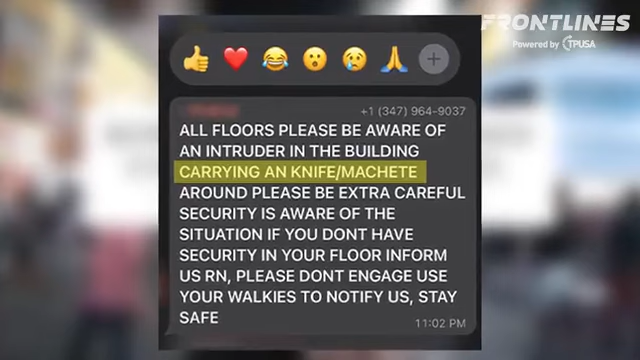 FRONTLINES
Powered by TPUSA
+1 (347) 964-9037
ALL FLOORS PLEASE BE AWARE OF
AN INTRUDER IN THE BUILDING
CARRYING AN KNIFE/MACHETE
AROUND PLEASE BE EXTRA CAREFUL
SECURITY IS AWARE OF THE
SITUATION IF YOU DONT HAVE
SECURITY IN YOUR FLOOR INFORM
US RN, PLEASE DONT ENGAGE USE
YOUR WALKIES TO NOTIFY US, STAY
SAFE
11:02 PM